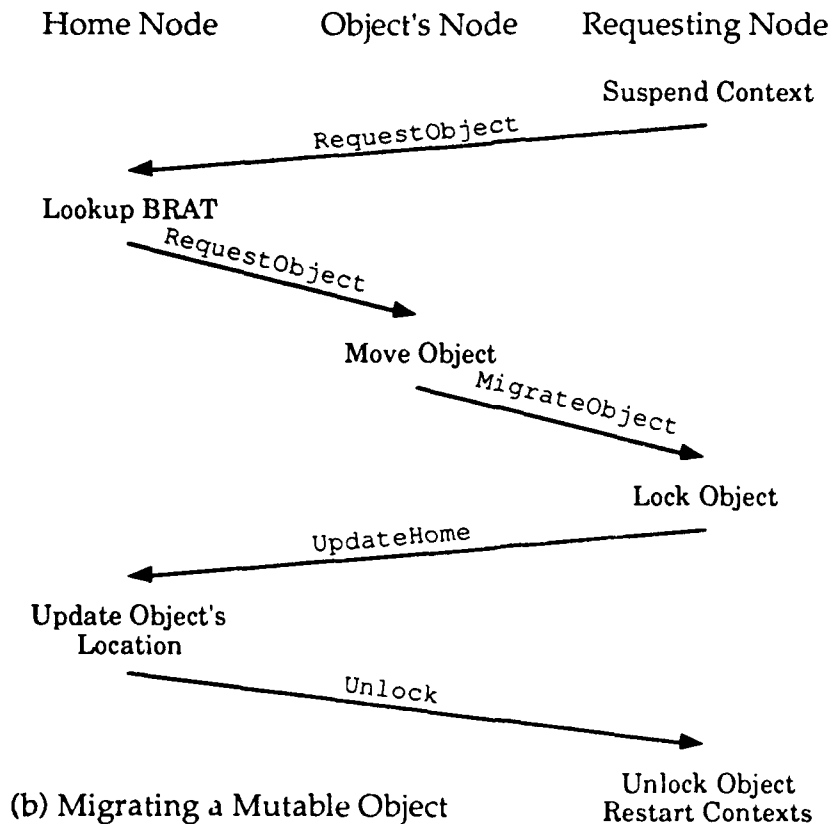 Home Node Object's Node Requesting Node
Suspend Context
RequestObject
Lookup BRAT
RequestObject
Move Object
MigrateObject
Lock Object
UpdateHome
Update Object's
Location
Unlock
Unlock Object
(b) Migrating a Mutable Object
Restart Contexts